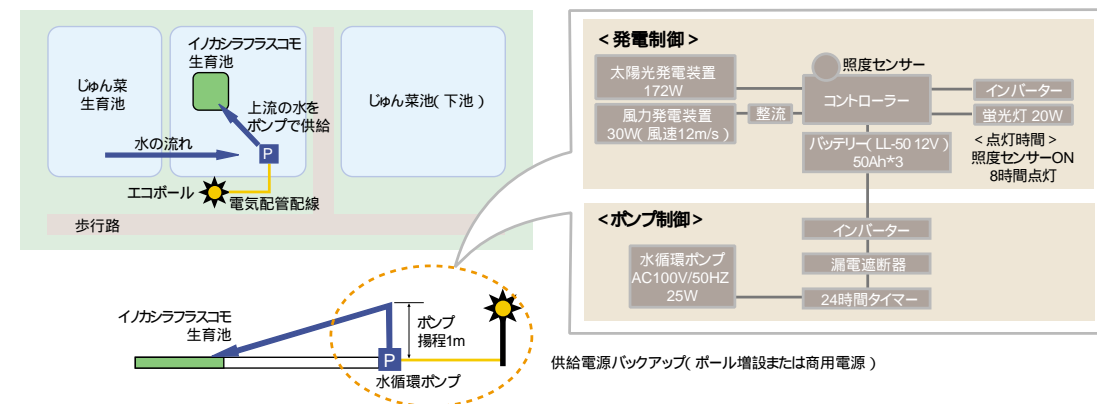 イノカシラフラスコモ
生育池
じゅん菜
生育池
上流の水を
ポンプで供給
じゅん菜池(下池)
水の流れ
P
エコポール
電気配管配線
歩行路
イノカシラフラスコモ
生育池
ポンプ
揚程1m
P
水循環ポンプ
供給電源バックアップ(ポール増設または商用電源)
<発電制御>
太陽光発電装置
172W
風力発電装置
30W(風速12m/s)
整流
照度センサー
コントローラー
バッテリー(LL-50 12V)
50Ah*3
インバーター
蛍光灯 20W
<点灯時間>
照度センサーON
8時間点灯
<ポンプ制御>
インバーター
水循環ポンプ
AC100V/50HZ
25W
漏電遮断器
24時間タイマー